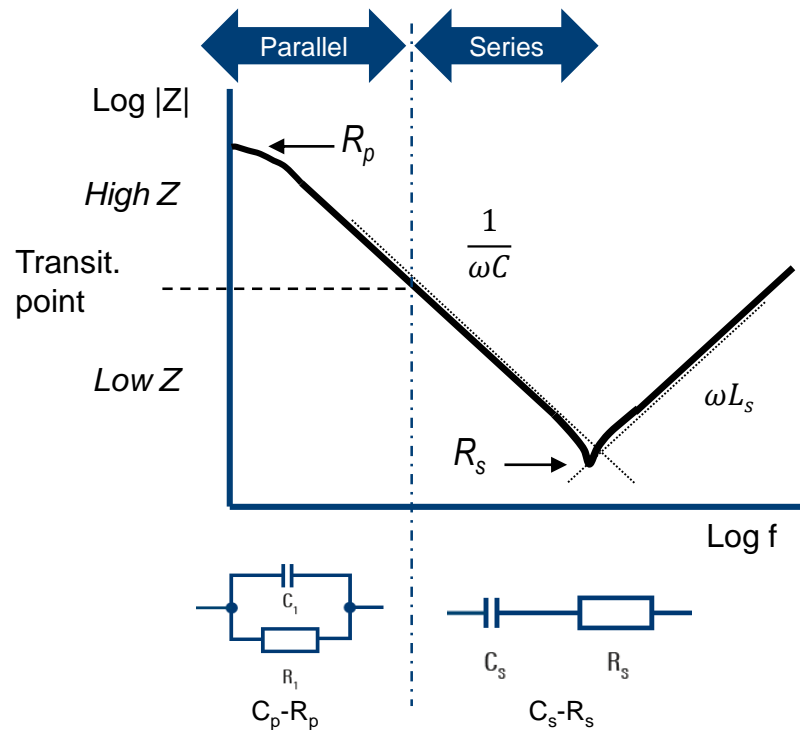 Parallel
Series
Log |Z|
R_p
High Z
1
ωC
Transit.
point
Low Z
ωL_s
R_s
Log f
C_1
R_1
C_s
R_s
C_p-R_p
C_s-R_s